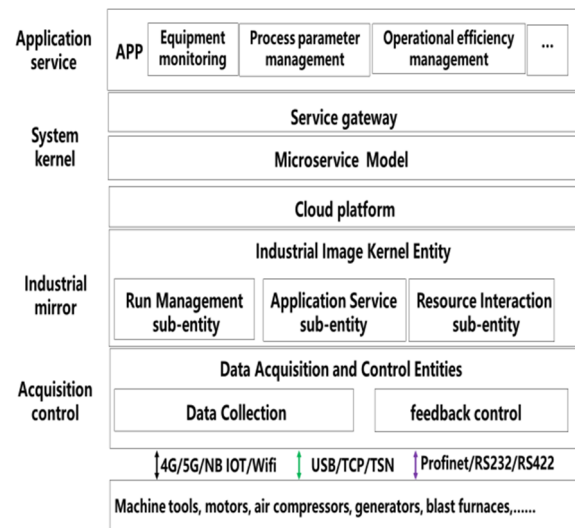 Application
service
APP
Equipment
monitoring
Process parameter
management
Operational efficiency
management
...
System
kernel
Service gateway
Microservice Model
Cloud platform
Industrial
mirror
Industrial Image Kernel Entity
Run Management
sub-entity
Application Service
sub-entity
Resource Interaction
sub-entity
Acquisition
control
Data Acquisition and Control Entities
Data Collection
feedback control
4G/5G/NB IOT/Wifi
USB/TCP/TSN
Profinet/RS232/RS422
Machine tools, motors, air compressors, generators, blast furnaces,......